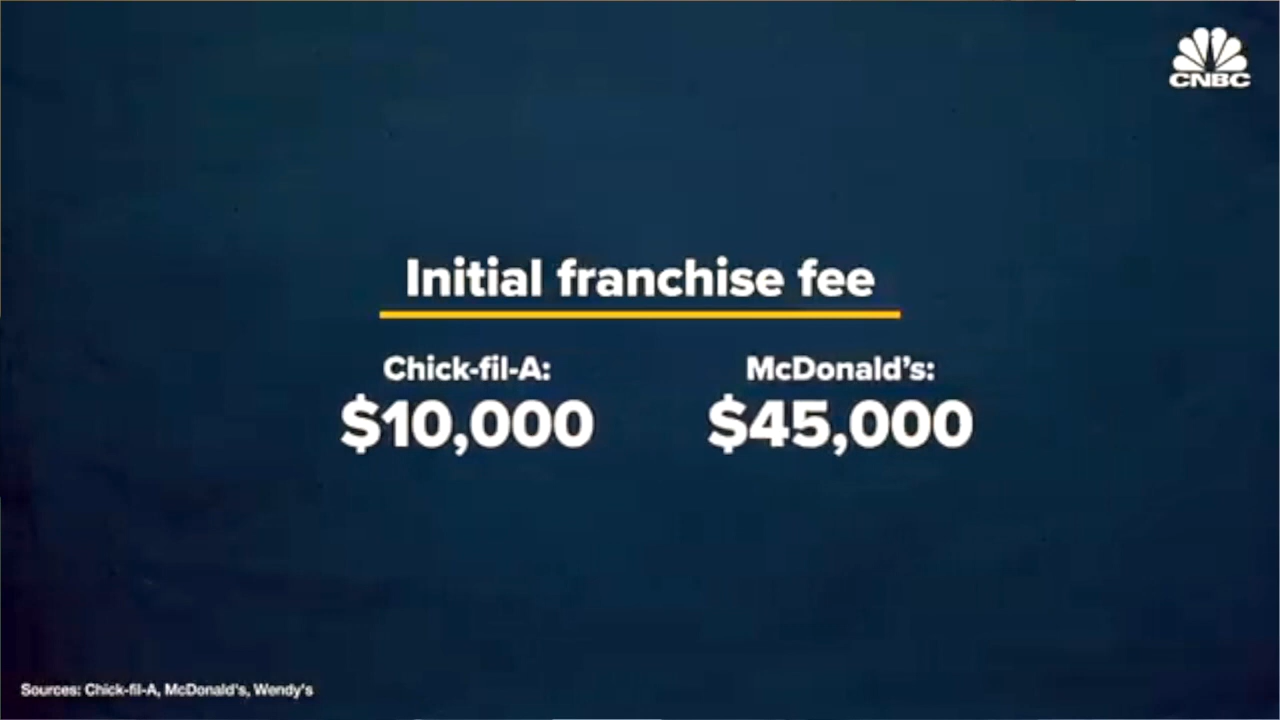 CNBC
Initial franchise fee
Chick-fil-A: McDonald's:
$10,000 $45,000
Sources: Chick-fil-A, McDonald's, Wendy's